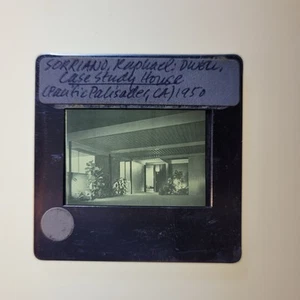 SORRIANO, Raphael: Dwell,
Case Study House
(Pacific Palisades, CA) 1950